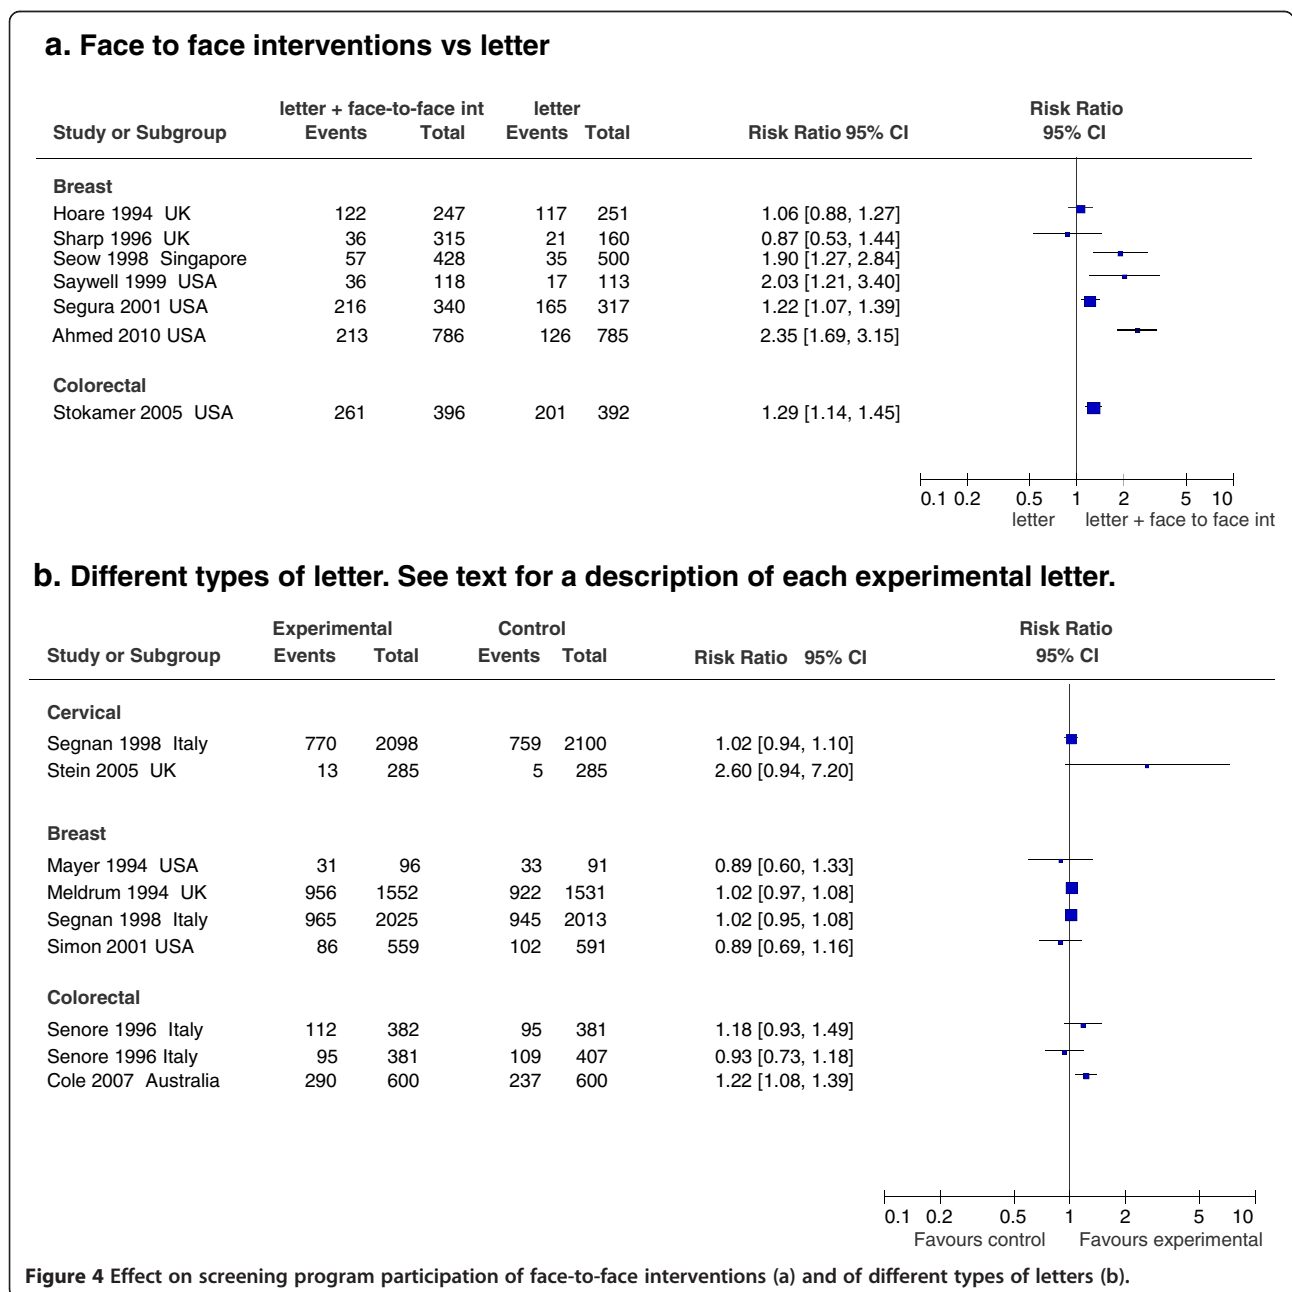 a. Face to face interventions vs letter
letter + face-to-face int letter Risk Ratio
Study or Subgroup Events Total Events Total Risk Ratio 95% CI 95% CI
Breast
Hoare 1994 UK 122 247 117 251 1.06 [0.88, 1.27]
Sharp 1996 UK 36 315 21 160 0.87 [0.53, 1.44]
Seow 1998 Singapore 57 428 35 500 1.90 [1.27, 2.84]
Saywell 1999 USA 36 118 17 113 2.03 [1.21, 3.40]
Segura 2001 USA 216 340 165 317 1.22 [1.07, 1.39]
Ahmed 2010 USA 213 786 126 785 2.35 [1.69, 3.15]
Colorectal
Stokamer 2005 USA 261 396 201 392 1.29 [1.14, 1.45]
0.1 0.2 0.5 1 2 5 10
letter letter + face to face int
b. Different types of letter. See text for a description of each experimental letter.
Experimental Control Risk Ratio
Study or Subgroup Events Total Events Total Risk Ratio 95% CI 95% CI
Cervical
Segnan 1998 Italy 770 2098 759 2100 1.02 [0.94, 1.10]
Stein 2005 UK 13 285 5 285 2.60 [0.94, 7.20]
Breast
Mayer 1994 USA 31 96 33 91 0.89 [0.60, 1.33]
Meldrum 1994 UK 956 1552 922 1531 1.02 [0.97, 1.08]
Segnan 1998 Italy 965 2025 945 2013 1.02 [0.95, 1.08]
Simon 2001 USA 86 559 102 591 0.89 [0.69, 1.16]
Colorectal
Senore 1996 Italy 112 382 95 381 1.18 [0.93, 1.49]
Senore 1996 Italy 95 381 109 407 0.93 [0.73, 1.18]
Cole 2007 Australia 290 600 237 600 1.22 [1.08, 1.39]
0.1 0.2 0.5 1 2 5 10
Favours control Favours experimental
Figure 4 Effect on screening program participation of face-to-face interventions (a) and of different types of letters (b).